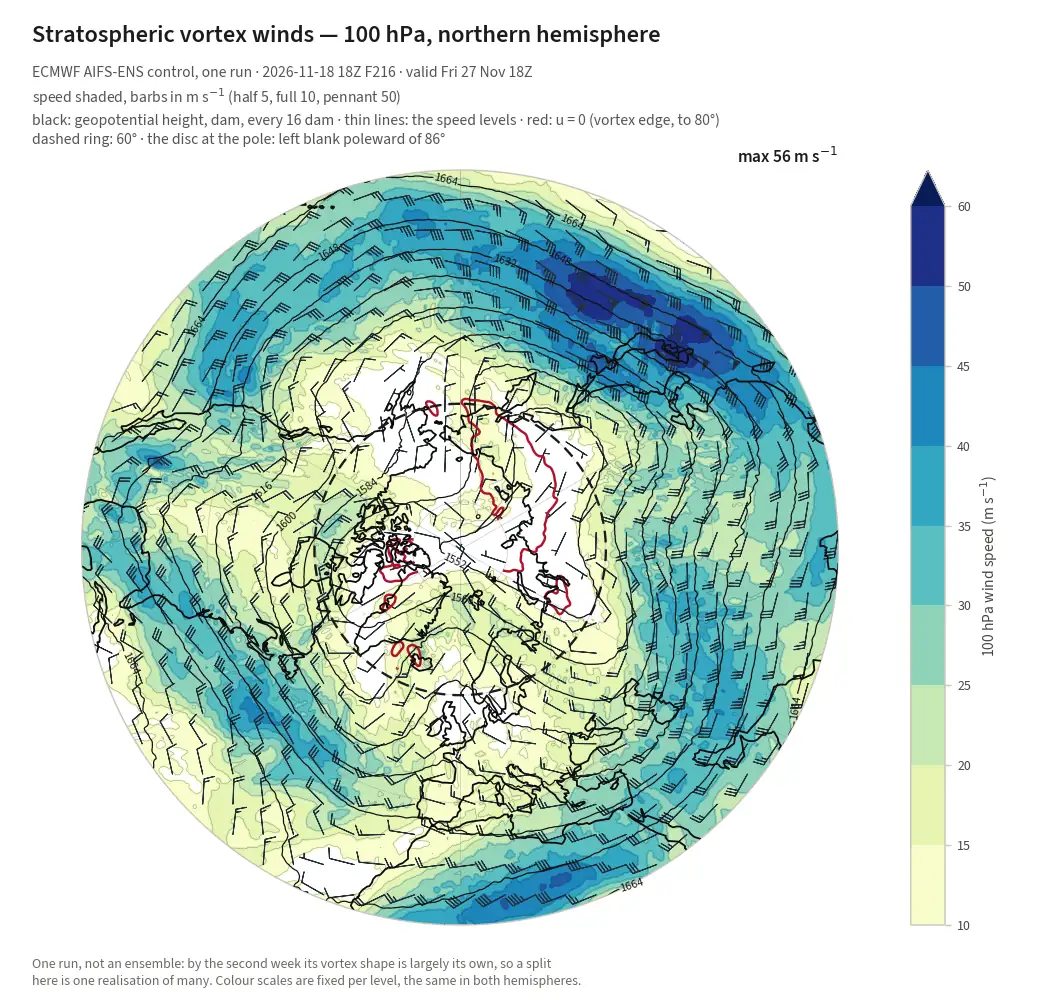 Stratospheric vortex winds — 100 hPa, northern hemisphere
ECMWF AIFS-ENS control, one run · 2026-11-18 18Z F216 · valid Fri 27 Nov 18Z
speed shaded, barbs in m s⁻¹ (half 5, full 10, pennant 50)
black: geopotential height, dam, every 16 dam · thin lines: the speed levels · red: u = 0 (vortex edge, to 80°)
dashed ring: 60° · the disc at the pole: left blank poleward of 86°
max 56 m s⁻¹
1664
1664
1648
1632
1648
1664
1616
1584
1600
1552
1664
1664
1664
60
50
45
40
35
30
25
20
15
10
100 hPa wind speed (m s⁻¹)
One run, not an ensemble: by the second week its vortex shape is largely its own, so a split
here is one realisation of many. Colour scales are fixed per level, the same in both hemispheres.